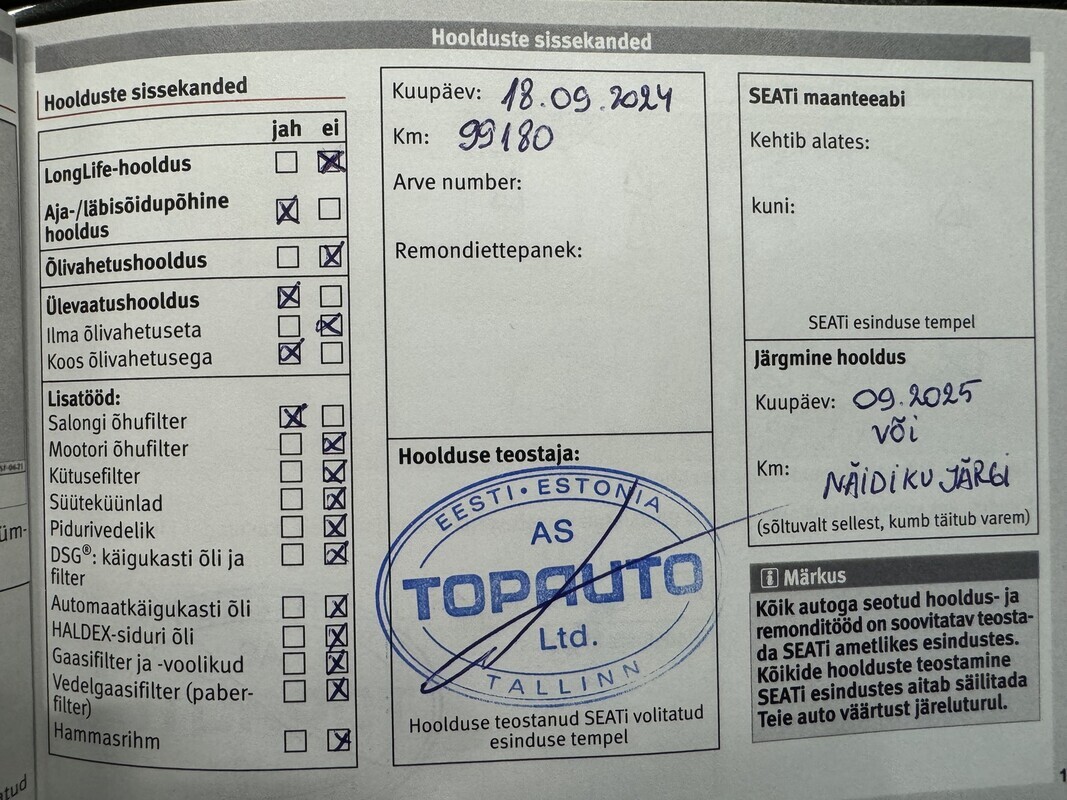 Hoolduste sissekanded
Hoolduste sissekanded
jah ei
LongLife-hooldus
Aja-/läbisõidupõhine
hooldus
Õlivahetushooldus
Ülevaatushooldus
Ilma õlivahetuseta
Koos õlivahetusega
Lisatööd:
Salongi õhufilter
Mootori õhufilter
Kütusefilter
Süüteküünlad
Pidurivedelik
DSG®: käigukasti õli ja
filter
Automaatkäigukasti õli
HALDEX-siduri õli
Gaasifilter ja -voolikud
Vedelgaasifilter (paber-
filter)
Hammasrihm
Kuupäev: 18.09.2024
Km: 99180
Arve number:
Remondiettepanek:
Hoolduse teostaja:
EESTI • ESTONIA
AS
TOPAUTO
Ltd.
TALLINN
Hoolduse teostanud SEATi volitatud
esinduse tempel
SEATi maanteeabi
Kehtib alates:
kuni:
SEATi esinduse tempel
Järgmine hooldus
Kuupäev: 09.2025
või
Km: NÄIDIKU JÄRGI
(sõltuvalt sellest, kumb täitub varem)
Märkus
Kõik autoga seotud hooldus- ja
remonditööd on soovitatav teosta-
da SEATi ametlikes esindustes.
Kõikide hoolduste teostamine
SEATi esindustes aitab säilitada
Teie auto väärtust järeluturul.